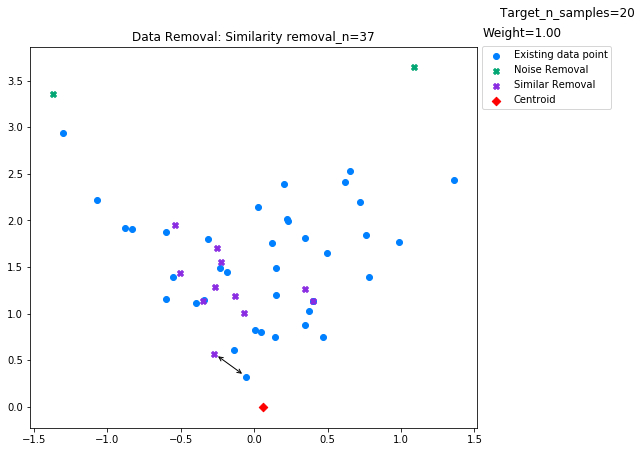 Target_n_samples=20
Weight=1.00
Data Removal: Similarity removal_n=37
Existing data point
Noise Removal
Similar Removal
Centroid
3.5
3.0
2.5
2.0
1.5
1.0
0.5
0.0
−1.5 −1.0 −0.5 0.0 0.5 1.0 1.5